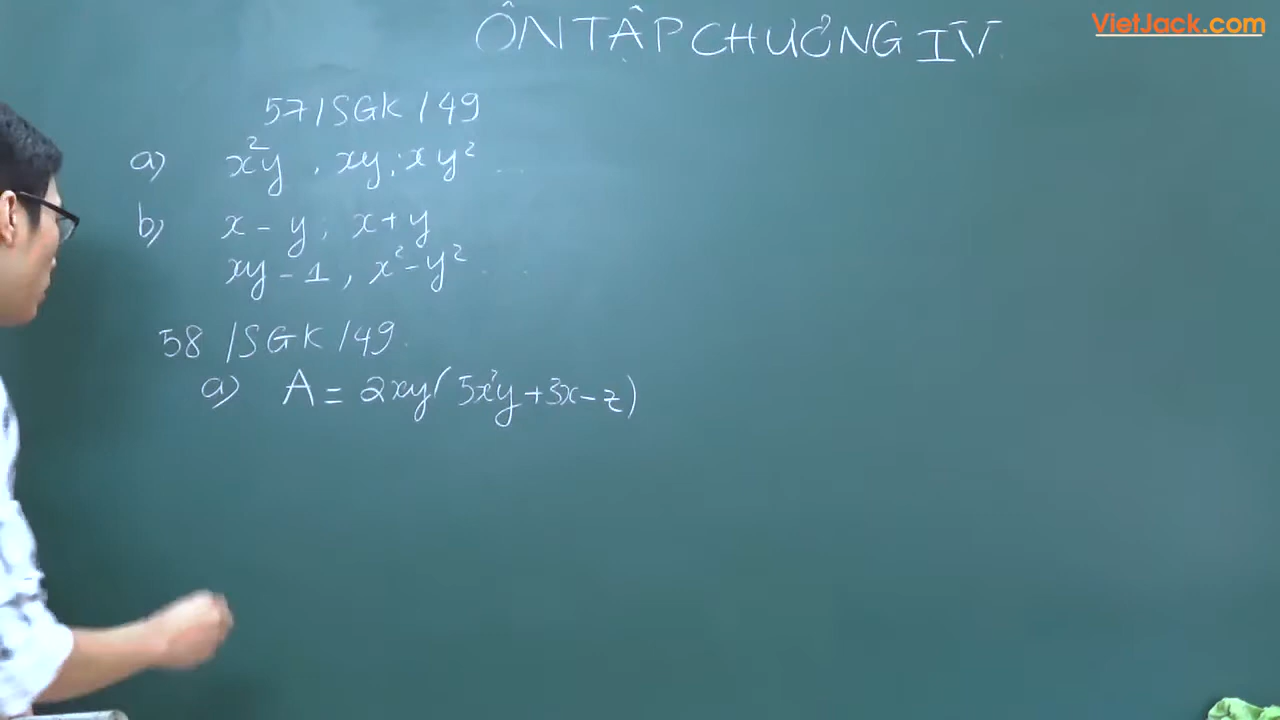 ÔN TẬP CHƯƠNG IV
VietJack.com
57/SGK/49
a) x²y, xy; xy² ...
b) x - y; x + y
xy - 1, x² - y² ...
58/SGK/49.
a) A = 2xy(5x²y + 3x - z)